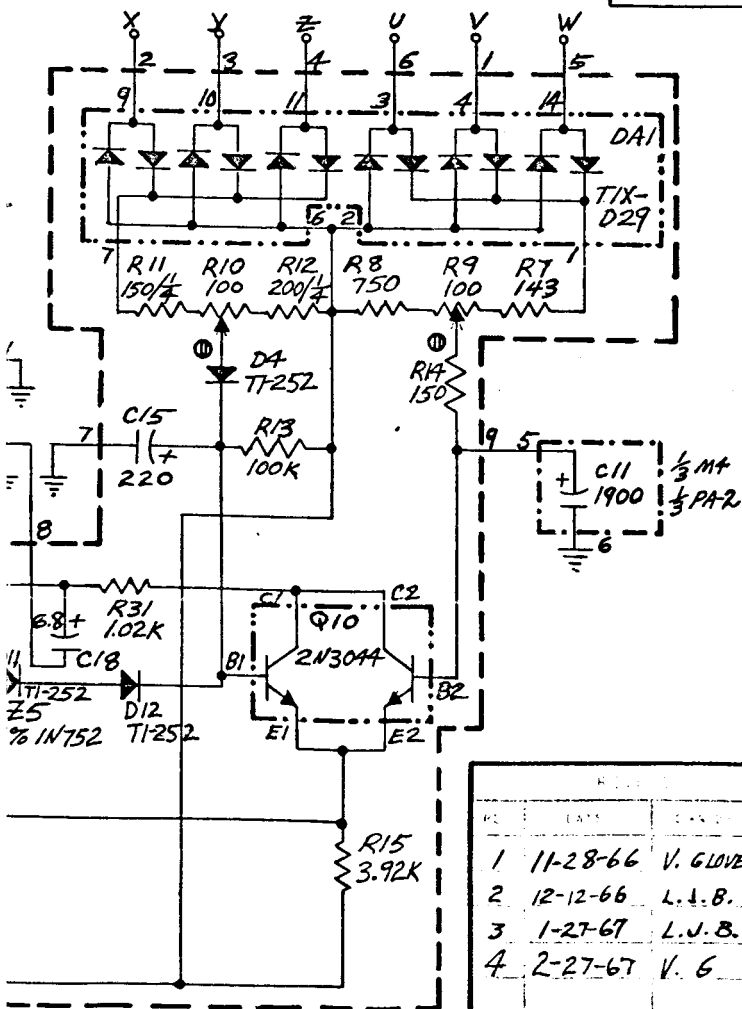 X Y Z U V W
2 3 4 6 1 5
9 10 11 3 4 14
DA1
TIX-
D29
6 2
7 1
R11 R10 R12 R8 R9 R7
150/¼ 100 200/¼ 750 100 143
D4
TI-252
R14
150
C15
7
+
220
R13
100K
9 5
+
C11
1900
⅓ M4
⅓ PA-2
6
8
R31
1.02K
6.8 +
C18
C1 C2
Q10
2N3044
B1 B2
E1 E2
TI-252
Z5
% 1N752
D12
TI-252
R15
3.92K
1 11-28-66 V. GLOVE
2 12-12-66 L.J.B.
3 1-27-67 L.J.B.
4 2-27-67 V. G